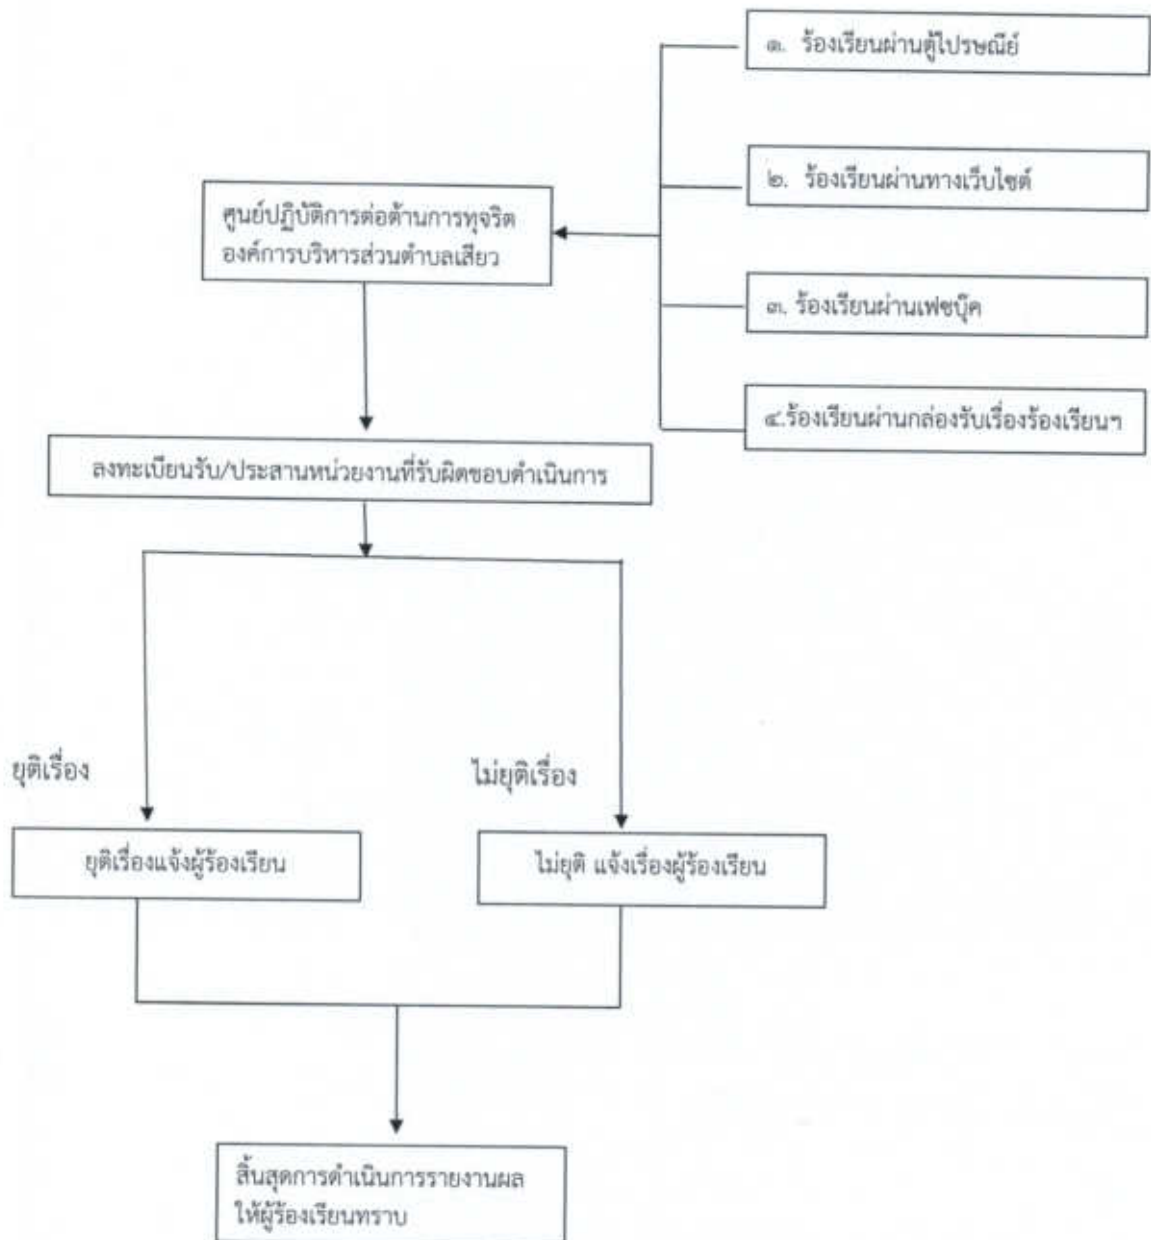 ๑. ร้องเรียนผ่านตู้ไปรษณีย์
๒. ร้องเรียนผ่านทางเว็บไซต์
ศูนย์ปฏิบัติการต่อต้านการทุจริต
องค์การบริหารส่วนตำบลเสียว
๓. ร้องเรียนผ่านเฟซบุ๊ค
๔.ร้องเรียนผ่านกล่องรับเรื่องร้องเรียนฯ
ลงทะเบียนรับ/ประสานหน่วยงานที่รับผิดชอบดำเนินการ
ยุติเรื่อง
ไม่ยุติเรื่อง
ยุติเรื่องแจ้งผู้ร้องเรียน
ไม่ยุติ แจ้งเรื่องผู้ร้องเรียน
สิ้นสุดการดำเนินการรายงานผล
ให้ผู้ร้องเรียนทราบ